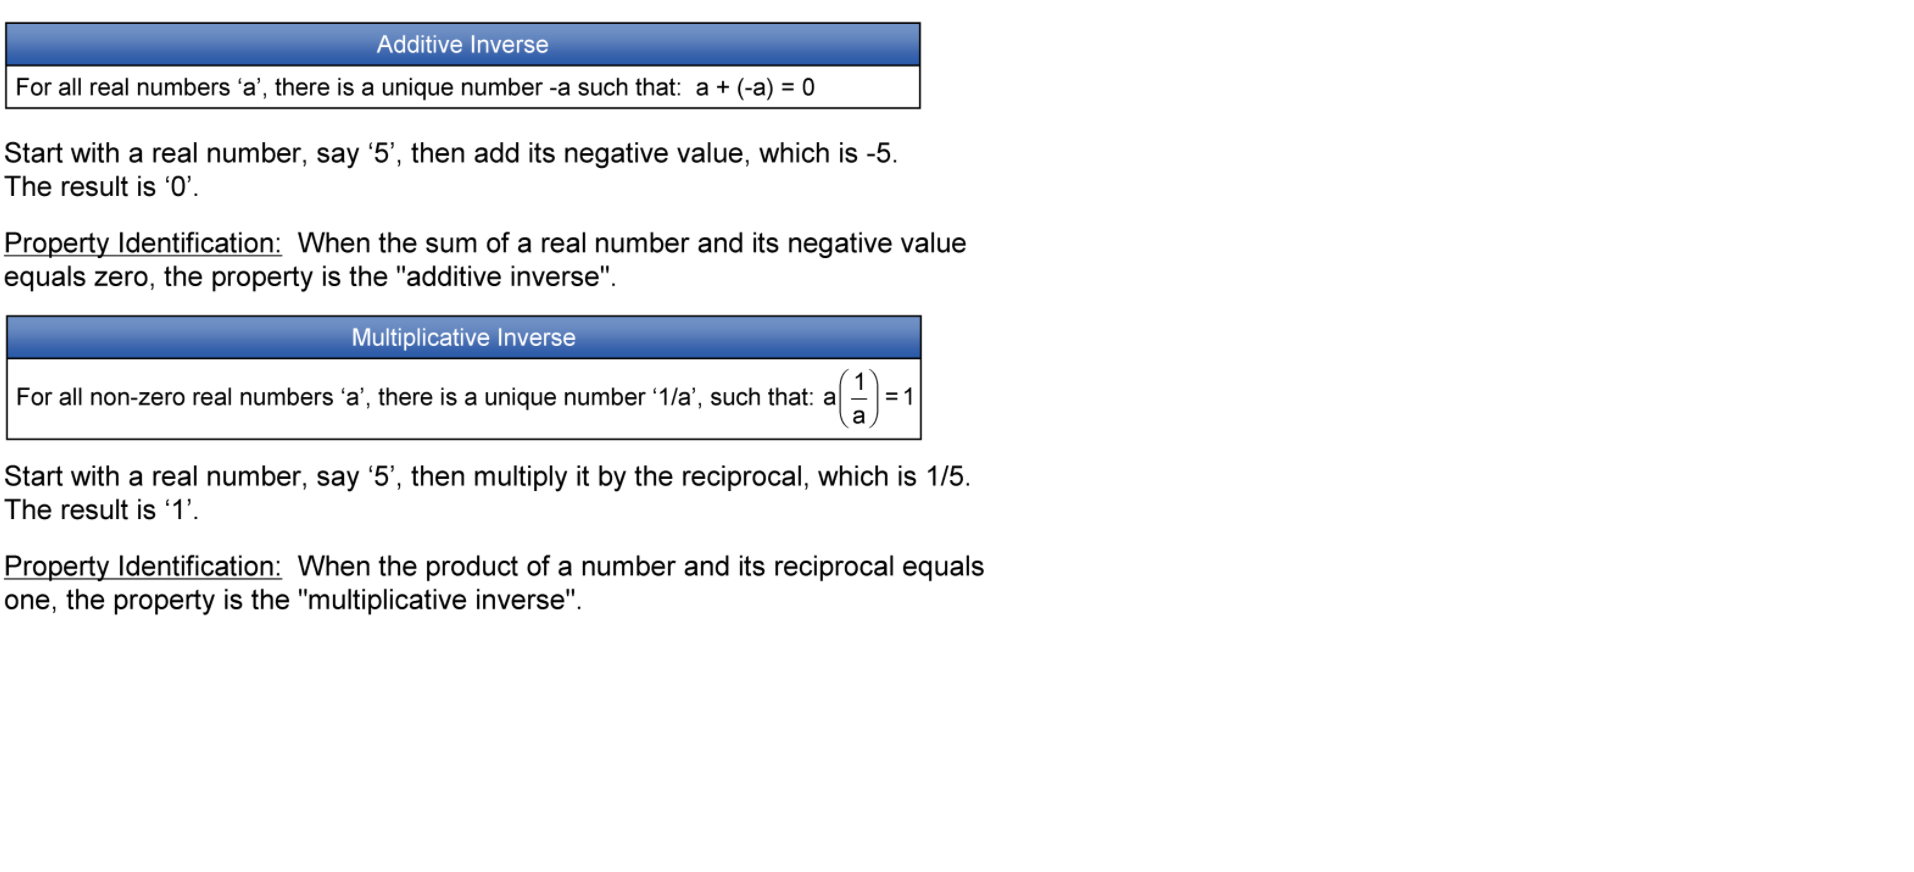 Additive Inverse
For all real numbers ‘a’, there is a unique number -a such that:  a + (-a) = 0
Start with a real number, say ‘5’, then add its negative value, which is -5.
The result is ‘0’.
Property Identification:  When the sum of a real number and its negative value
equals zero, the property is the "additive inverse".
Multiplicative Inverse
For all non-zero real numbers ‘a’, there is a unique number ‘1/a’, such that: a(1/a) = 1
Start with a real number, say ‘5’, then multiply it by the reciprocal, which is 1/5.
The result is ‘1’.
Property Identification:  When the product of a number and its reciprocal equals
one, the property is the "multiplicative inverse".